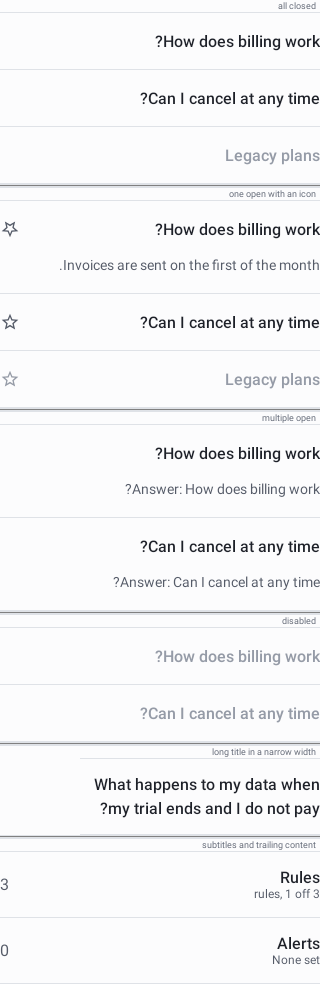 all closed
?How does billing work
?Can I cancel at any time
Legacy plans
one open with an icon
?How does billing work
.Invoices are sent on the first of the month
?Can I cancel at any time
Legacy plans
multiple open
?How does billing work
?Answer: How does billing work
?Can I cancel at any time
?Answer: Can I cancel at any time
disabled
?How does billing work
?Can I cancel at any time
long title in a narrow width
What happens to my data when
?my trial ends and I do not pay
subtitles and trailing content
Rules
rules, 1 off 3
3
Alerts
None set
0